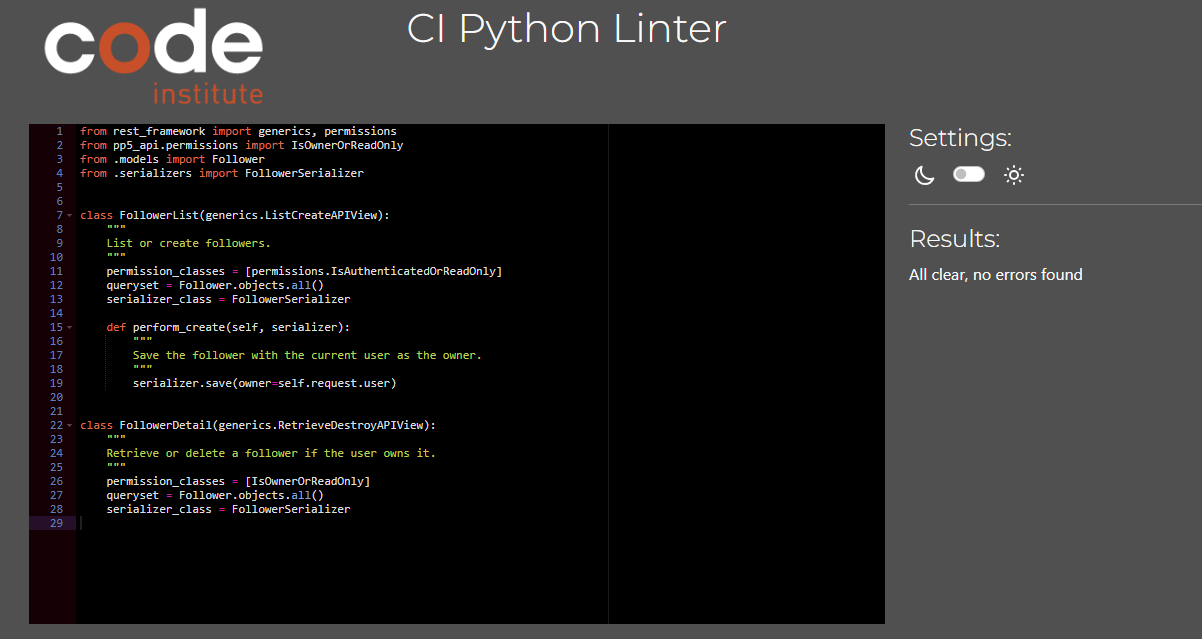 code
institute
CI Python Linter
1 from rest_framework import generics, permissions
2 from pp5_api.permissions import IsOwnerOrReadOnly
3 from .models import Follower
4 from .serializers import FollowerSerializer
5
6
7 class FollowerList(generics.ListCreateAPIView):
8     """
9     List or create followers.
10     """
11     permission_classes = [permissions.IsAuthenticatedOrReadOnly]
12     queryset = Follower.objects.all()
13     serializer_class = FollowerSerializer
14
15     def perform_create(self, serializer):
16         """
17         Save the follower with the current user as the owner.
18         """
19         serializer.save(owner=self.request.user)
20
21
22 class FollowerDetail(generics.RetrieveDestroyAPIView):
23     """
24     Retrieve or delete a follower if the user owns it.
25     """
26     permission_classes = [IsOwnerOrReadOnly]
27     queryset = Follower.objects.all()
28     serializer_class = FollowerSerializer
29
Settings:
Results:
All clear, no errors found